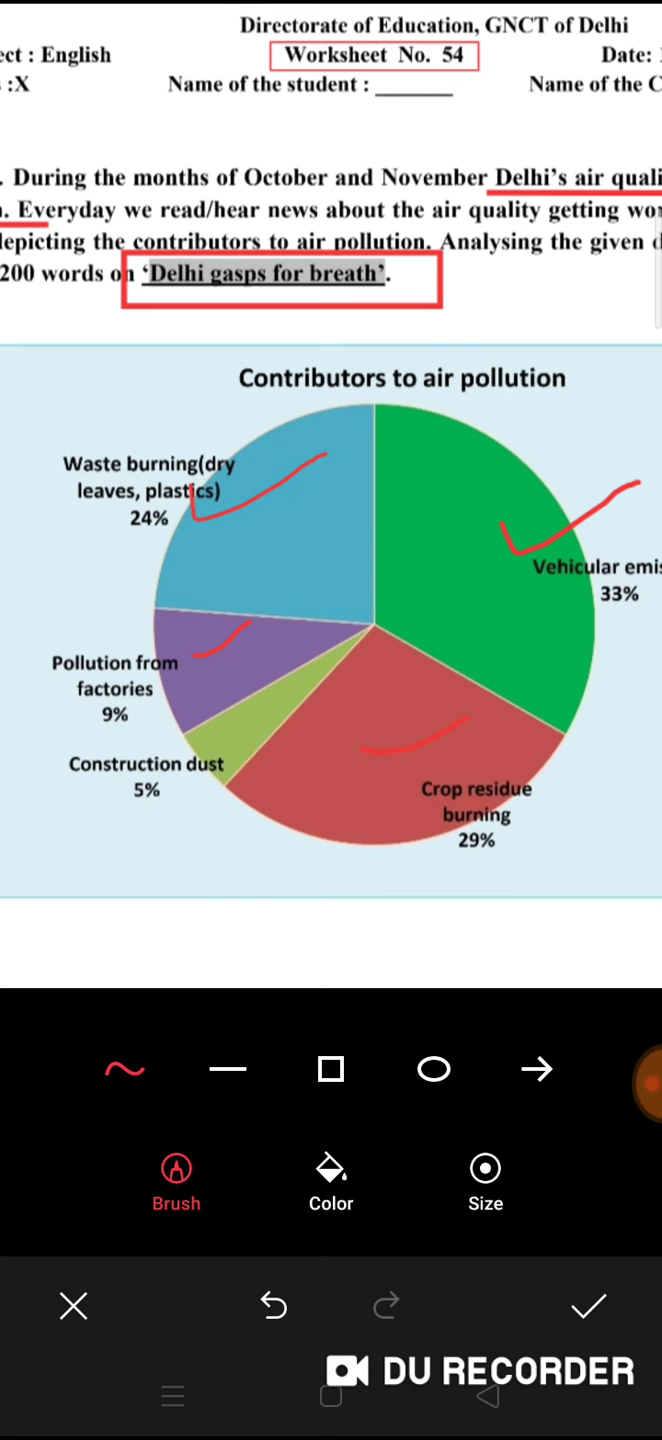 Directorate of Education, GNCT of Delhi
ect : English Worksheet No. 54 Date:
:X Name of the student : _______ Name of the C
. During the months of October and November Delhi's air quali
. Everyday we read/hear news about the air quality getting wor
depicting the contributors to air pollution. Analysing the given d
200 words on ‘Delhi gasps for breath’.
Contributors to air pollution
Waste burning(dry
leaves, plastics)
24%
Vehicular emis
33%
Pollution from
factories
9%
Construction dust
5%
Crop residue
burning
29%
Brush Color Size
DU RECORDER